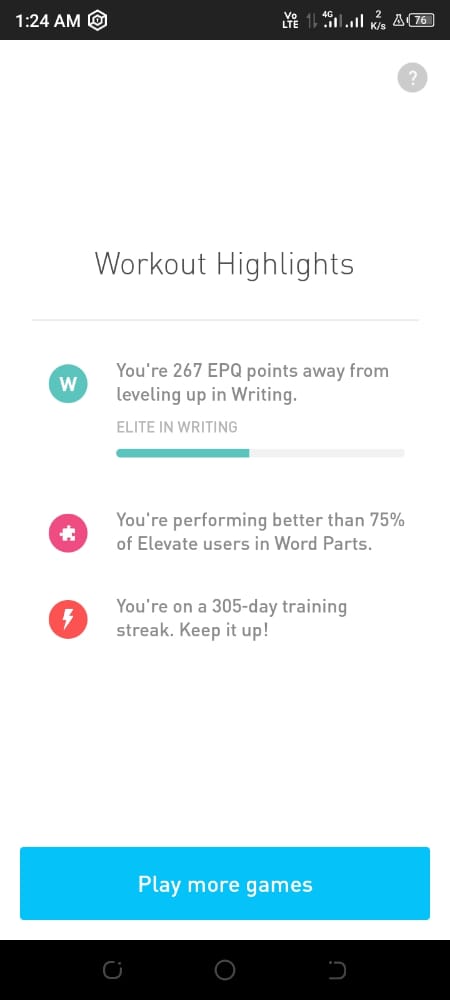 1:24 AM
Vo
LTE
4G
2
K/s
76
?
Workout Highlights
W
You're 267 EPQ points away from
leveling up in Writing.
ELITE IN WRITING
You're performing better than 75%
of Elevate users in Word Parts.
You're on a 305-day training
streak. Keep it up!
Play more games